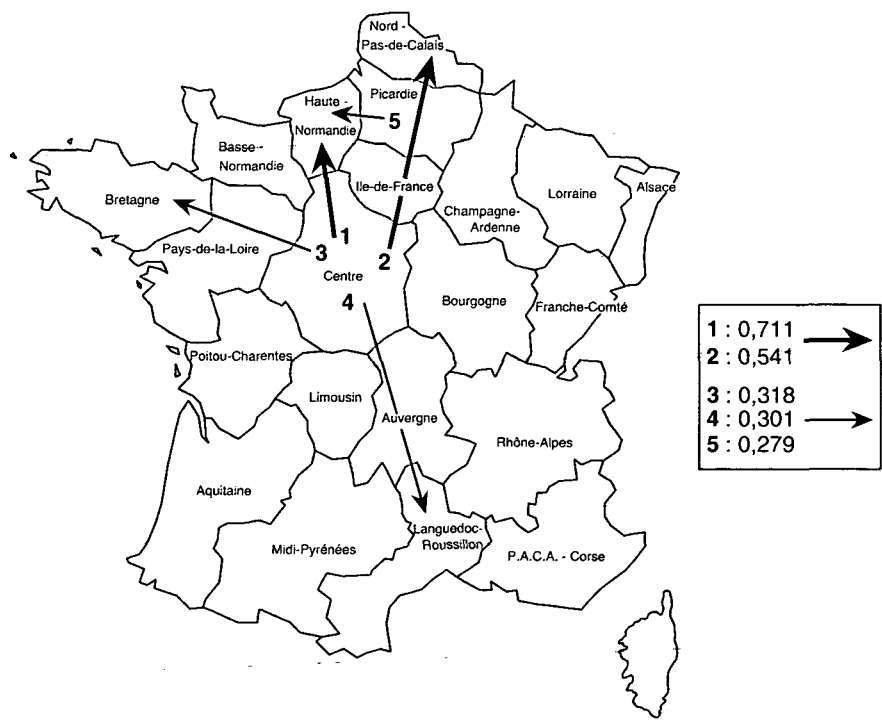 Nord -
Pas-de-Calais
Picardie
Haute -
Normandie
5
Basse-
Normandie
Ile-de-France
Lorraine
Alsace
Bretagne
Champagne-
Ardenne
Pays-de-la-Loire
3
1
2
Centre
4
Bourgogne
Franche-Comté
Poitou-Charentes
Limousin
Auvergne
Rhône-Alpes
Aquitaine
Languedoc-
Roussillon
Midi-Pyrénées
P.A.C.A. - Corse
1 : 0,711
2 : 0,541
3 : 0,318
4 : 0,301
5 : 0,279